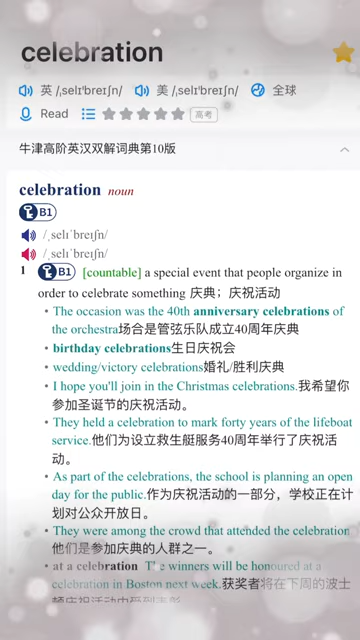 celebration
英 /ˌselɪˈbreɪʃn/ 美 /ˌselɪˈbreɪʃn/ 全球
Read 高考
牛津高阶英汉双解词典第10版
celebration noun
B1
/ˌselɪˈbreɪʃn/
/ˌselɪˈbreɪʃn/
1 B1 [countable] a special event that people organize in
order to celebrate something 庆典；庆祝活动
• The occasion was the 40th anniversary celebrations of
the orchestra场合是管弦乐队成立40周年庆典
• birthday celebrations生日庆祝会
• wedding/victory celebrations婚礼/胜利庆典
• I hope you'll join in the Christmas celebrations.我希望你
参加圣诞节的庆祝活动。
• They held a celebration to mark forty years of the lifeboat
service.他们为设立救生艇服务40周年举行了庆祝活
动。
• As part of the celebrations, the school is planning an open
day for the public.作为庆祝活动的一部分，学校正在计
划对公众开放日。
• They were among the crowd that attended the celebration
他们是参加庆典的人群之一。
• at a celebration The winners will be honoured at a
celebration in Boston next week.获奖者将在下周的波士
顿庆祝活动中受到表彰